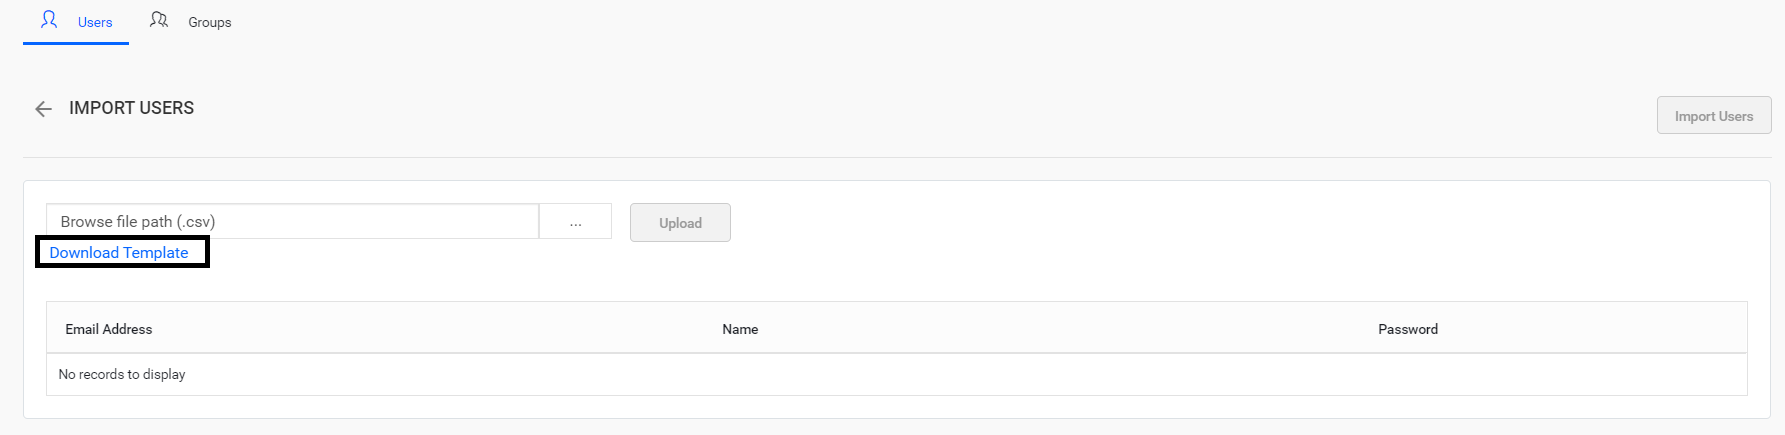 Users Groups
IMPORT USERS
Import Users
Browse file path (.csv) ... Upload
Download Template
Email Address Name Password
No records to display